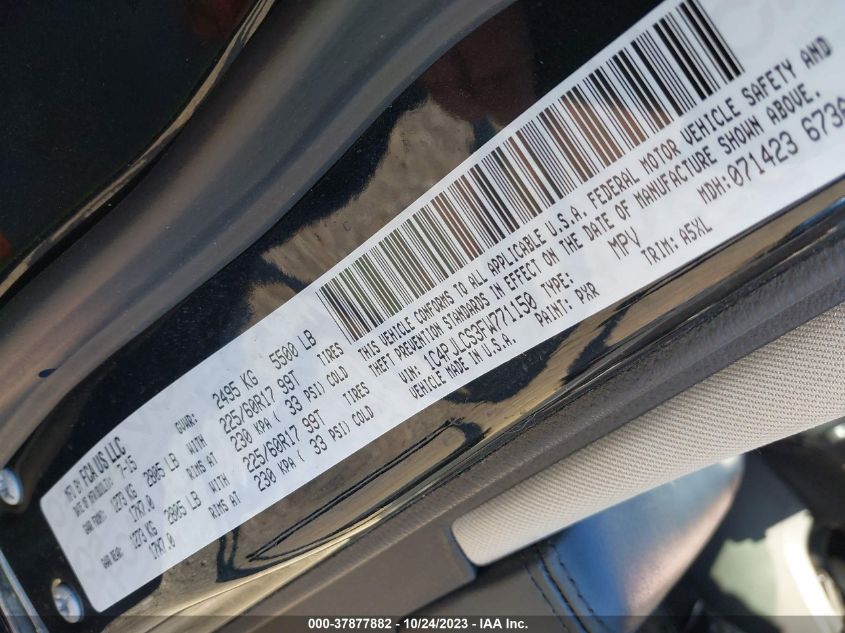 MFD BY FCA US LLC
DATE OF MFR 7-15 GVWR: 2495 KG 5500 LB
GAWR FRONT: 1273 KG 2805 LB WITH 225/60R17 99T TIRES
17X7.0 RIMS AT 230 KPA ( 33 PSI) COLD
GAWR REAR: 1273 KG 2805 LB WITH 225/60R17 99T TIRES
17X7.0 RIMS AT 230 KPA ( 33 PSI) COLD
THIS VEHICLE CONFORMS TO ALL APPLICABLE U.S.A. FEDERAL MOTOR VEHICLE SAFETY AND
THEFT PREVENTION STANDARDS IN EFFECT ON THE DATE OF MANUFACTURE SHOWN ABOVE.
VIN: 1C4PJLCS3FW771150 TYPE: MPV MDH: 071423 673A
VEHICLE MADE IN U.S.A. PAINT: PXR TRIM: A5XL
000-37877882 - 10/24/2023 - IAA Inc.